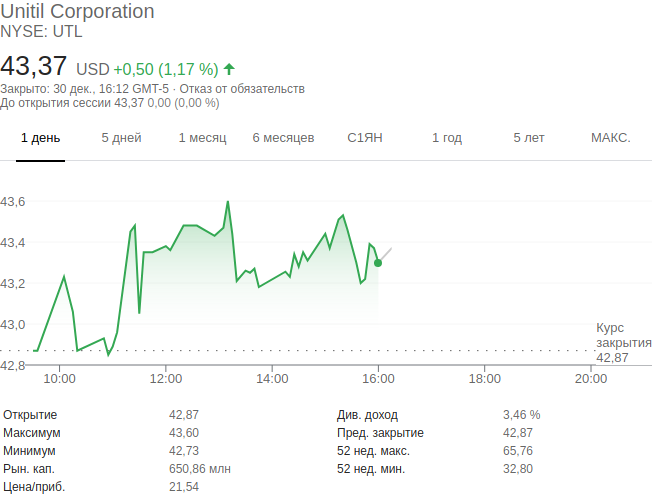 Unitil Corporation
NYSE: UTL
43,37 USD +0,50 (1,17 %)
Закрыто: 30 дек., 16:12 GMT-5 · Отказ от обязательств
До открытия сессии 43,37 0,00 (0,00 %)
1 день 5 дней 1 месяц 6 месяцев С1ЯН 1 год 5 лет МАКС.
43,6
43,4
43,2
43,0
Курс
закрытия
42,87
42,8
10:00 12:00 14:00 16:00 18:00 20:00
Открытие 42,87 Див. доход 3,46 %
Максимум 43,60 Пред. закрытие 42,87
Минимум 42,73 52 нед. макс. 65,76
Рын. кап. 650,86 млн 52 нед. мин. 32,80
Цена/приб. 21,54